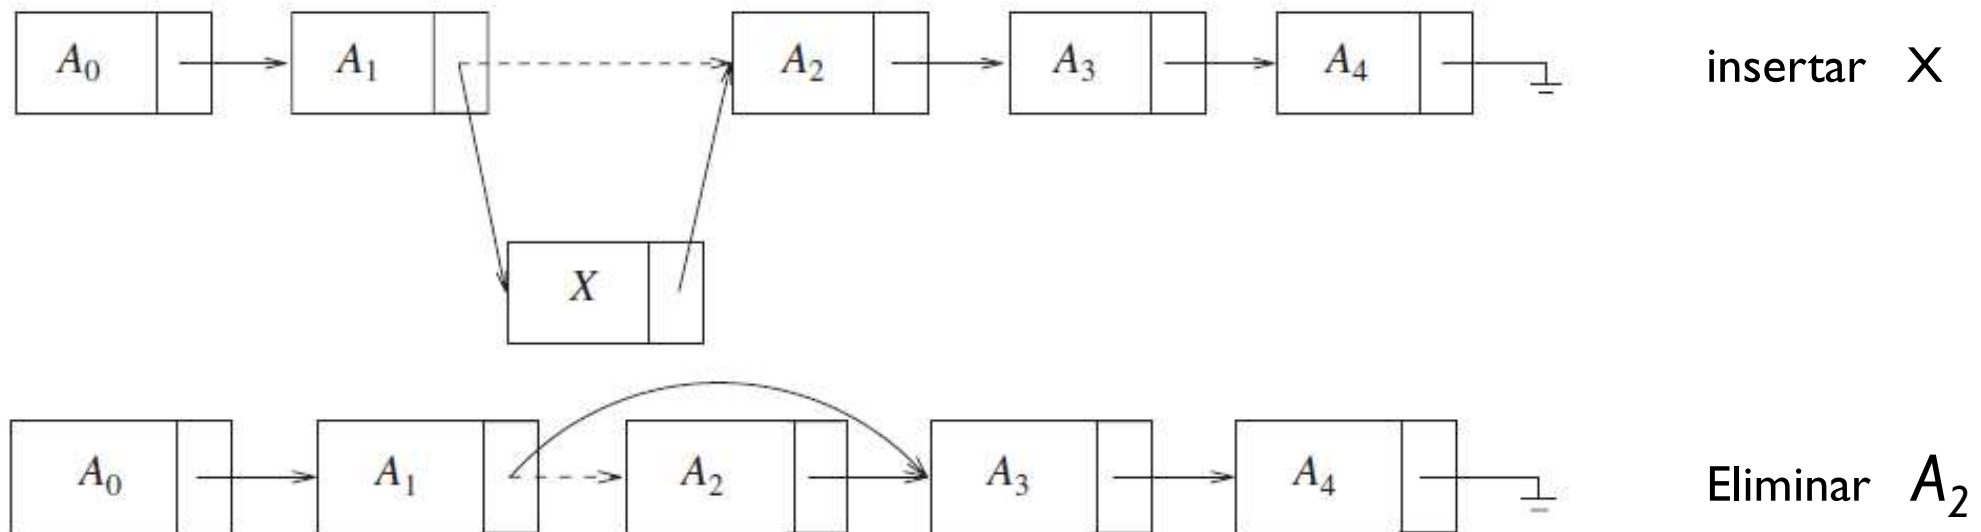 A₀ A₁ A₂ A₃ A₄ insertar X
X
A₀ A₁ A₂ A₃ A₄ Eliminar A₂